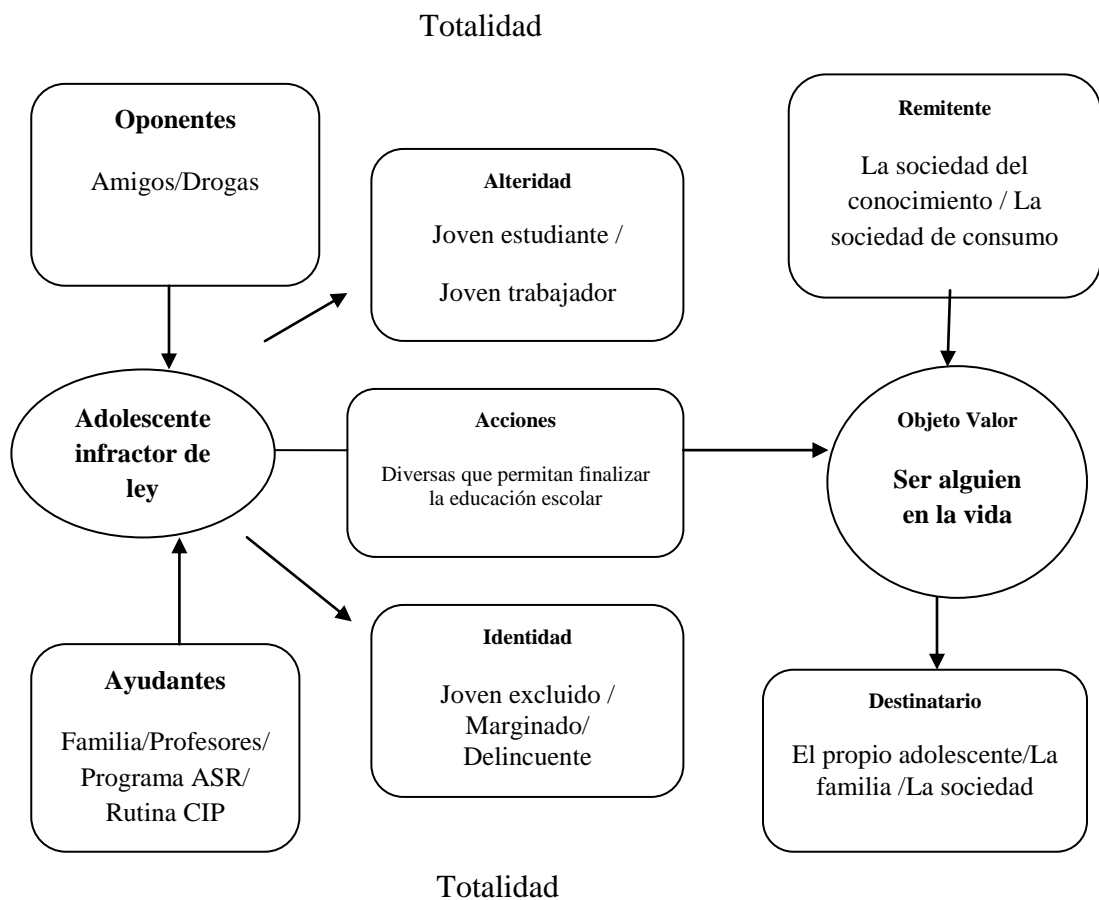 Totalidad
Oponentes
Amigos/Drogas
Alteridad
Joven estudiante /
Joven trabajador
Remitente
La sociedad del
conocimiento / La
sociedad de consumo
Adolescente
infractor de
ley
Acciones
Diversas que permitan finalizar
la educación escolar
Objeto Valor
Ser alguien
en la vida
Ayudantes
Familia/Profesores/
Programa ASR/
Rutina CIP
Identidad
Joven excluido /
Marginado/
Delincuente
Destinatario
El propio adolescente/La
familia /La sociedad
Totalidad